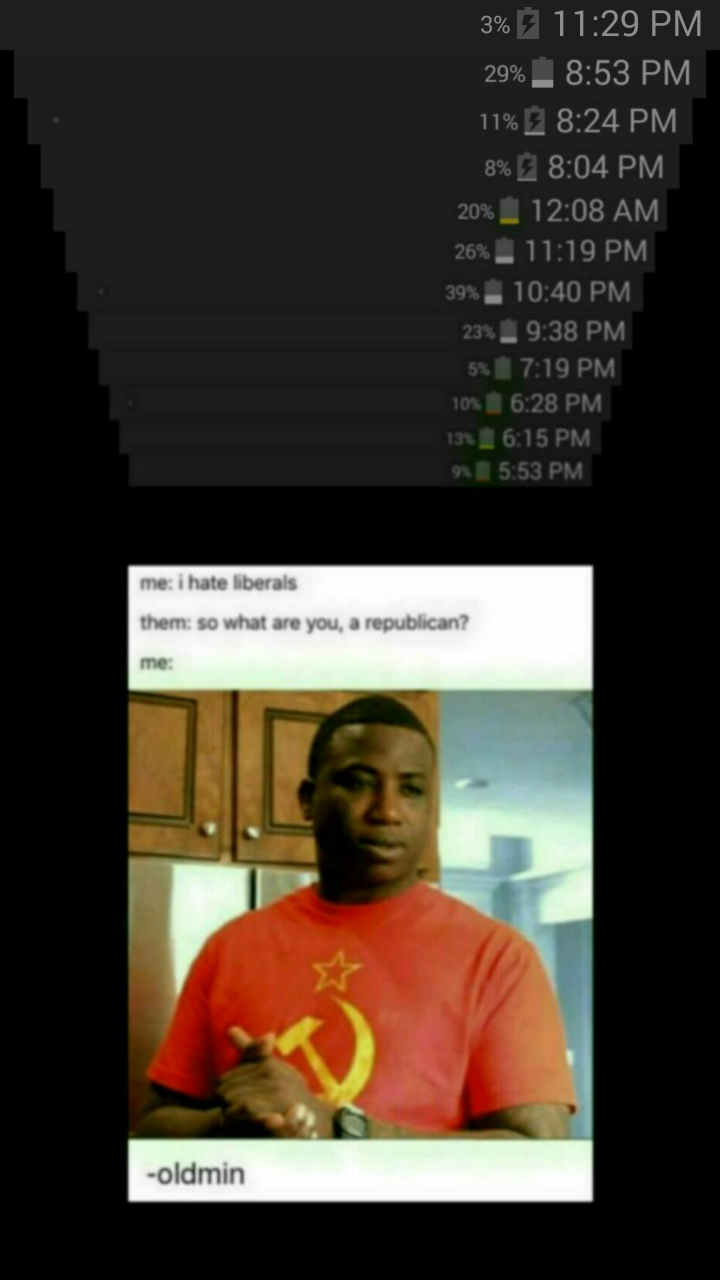 3% 11:29 PM
29% 8:53 PM
11% 8:24 PM
8% 8:04 PM
20% 12:08 AM
26% 11:19 PM
39% 10:40 PM
23% 9:38 PM
5% 7:19 PM
10% 6:28 PM
13% 6:15 PM
9% 5:53 PM
me: i hate liberals
them: so what are you, a republican?
me:
-oldmin